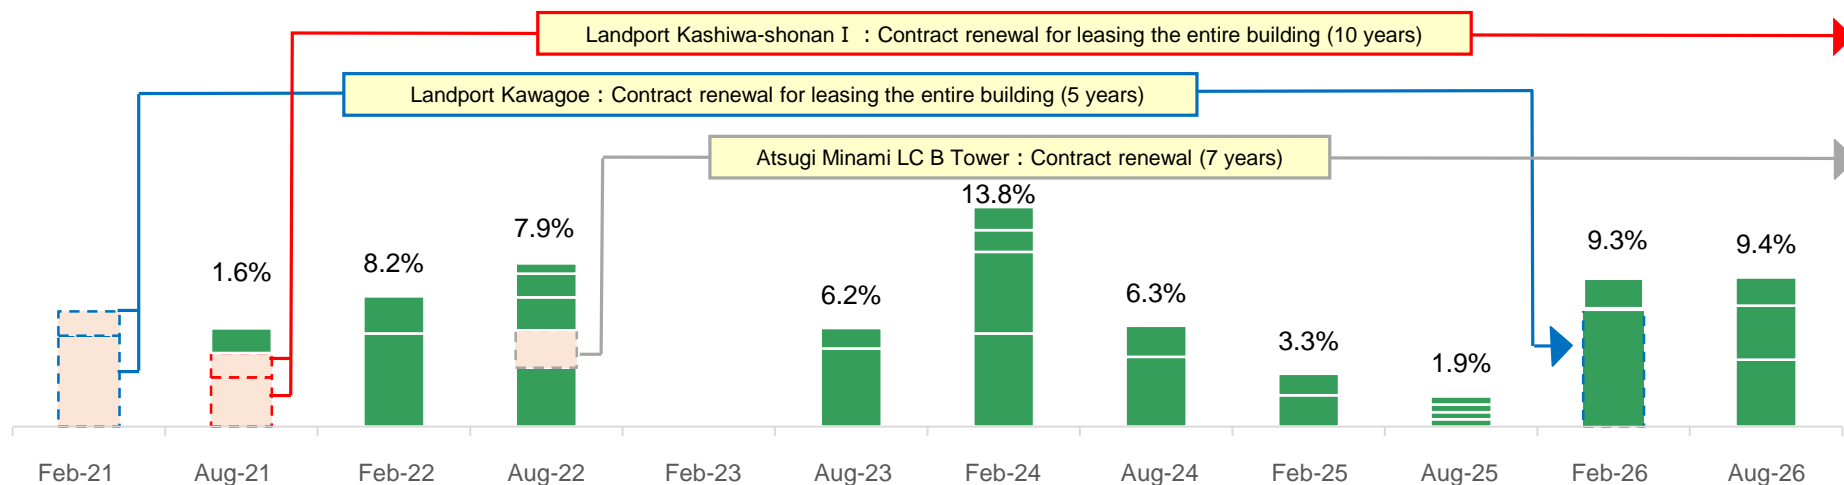 Landport Kashiwa-shonan Ⅰ : Contract renewal for leasing the entire building (10 years)
Landport Kawagoe : Contract renewal for leasing the entire building (5 years)
Atsugi Minami LC B Tower : Contract renewal (7 years)
1.6%
8.2%
7.9%
6.2%
13.8%
6.3%
3.3%
1.9%
9.3%
9.4%
Feb-21
Aug-21
Feb-22
Aug-22
Feb-23
Aug-23
Feb-24
Aug-24
Feb-25
Aug-25
Feb-26
Aug-26